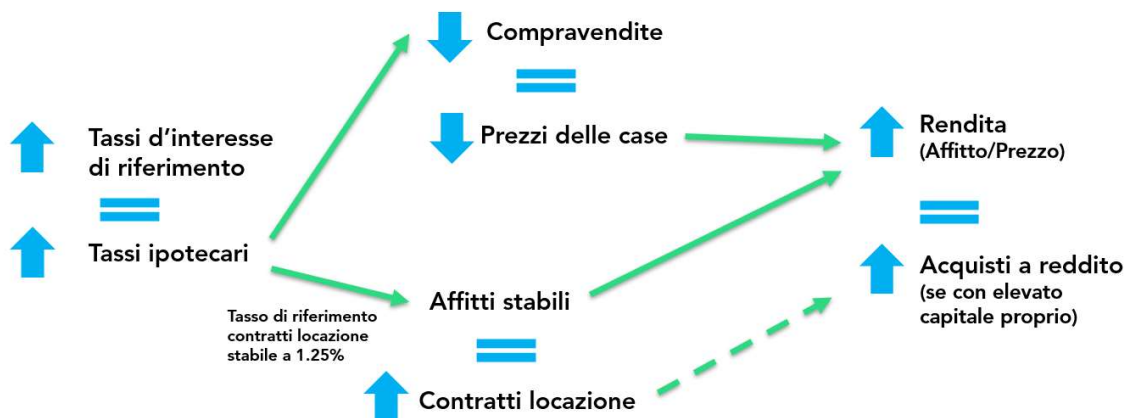 Tassi d'interesse
di riferimento
Tassi ipotecari
Compravendite
Prezzi delle case
Tasso di riferimento
contratti locazione
stabile a 1.25%
Affitti stabili
Contratti locazione
Rendita
(Affitto/Prezzo)
Acquisti a reddito
(se con elevato
capitale proprio)